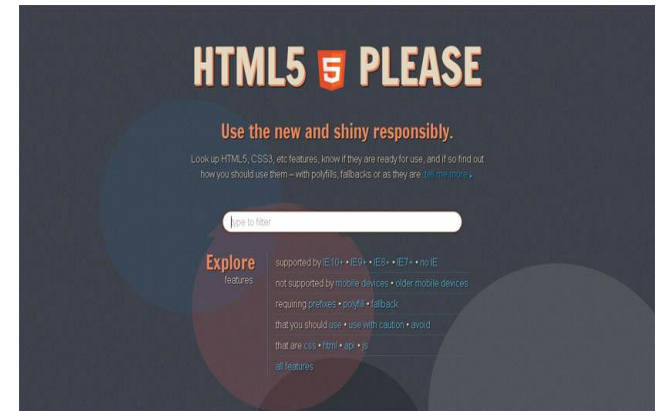 HTML5 5 PLEASE
Use the new and shiny responsibly.
Look up HTML5, CSS3, etc features, know if they are ready for use, and if so find out
how you should use them – with polyfills, fallbacks or as they are. tell me more
type to filter
Explore
features
supported by IE10+ • IE9+ • IE8+ • IE7+ • no IE
not supported by mobile devices • older mobile devices
requiring prefixes • polyfill • fallback
that you should use • use with caution • avoid
that are css • html • api • js
all features